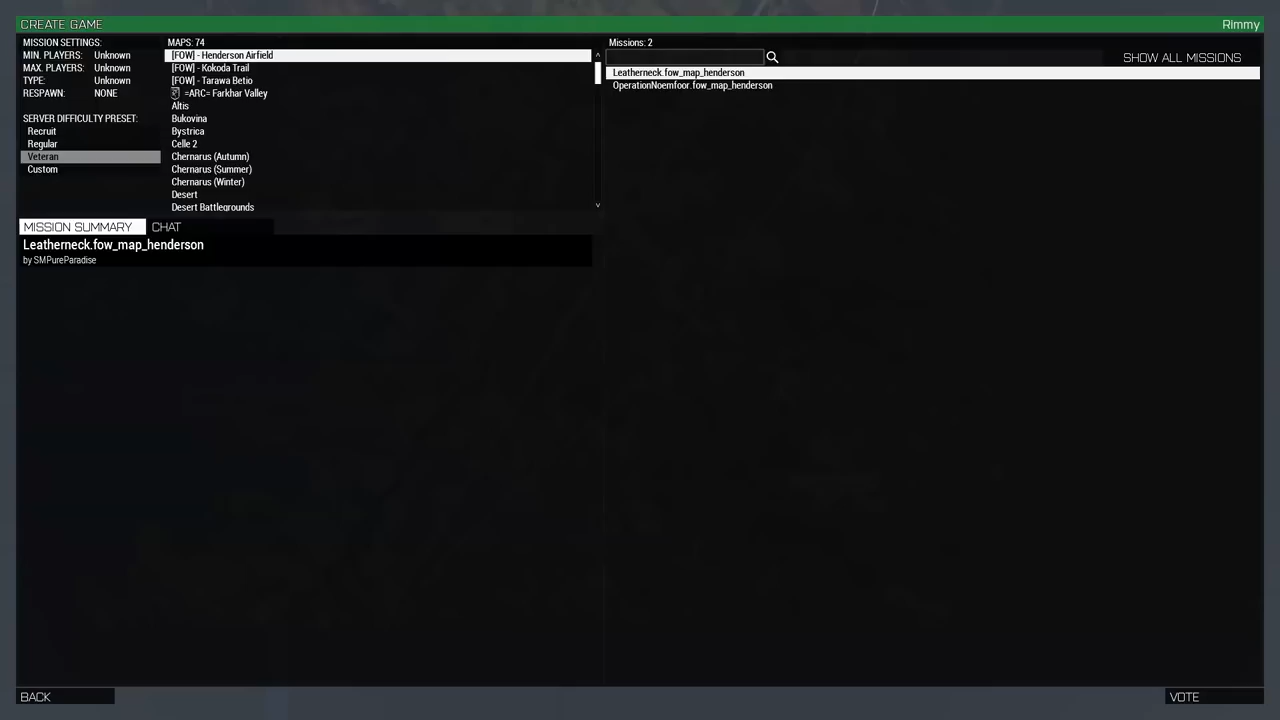 CREATE GAME
Rimmy
MISSION SETTINGS:
MIN. PLAYERS: Unknown
MAX. PLAYERS: Unknown
TYPE: Unknown
RESPAWN: NONE
SERVER DIFFICULTY PRESET:
Recruit
Regular
Veteran
Custom
MAPS: 74
[FOW] - Henderson Airfield
[FOW] - Kokoda Trail
[FOW] - Tarawa Betio
=ARC= Farkhar Valley
Altis
Bukovina
Bystrica
Celle 2
Chernarus (Autumn)
Chernarus (Summer)
Chernarus (Winter)
Desert
Desert Battlegrounds
Missions: 2
SHOW ALL MISSIONS
Leatherneck.fow_map_henderson
OperationNoemfoor.fow_map_henderson
MISSION SUMMARY
CHAT
Leatherneck.fow_map_henderson
by SMPureParadise
BACK
VOTE